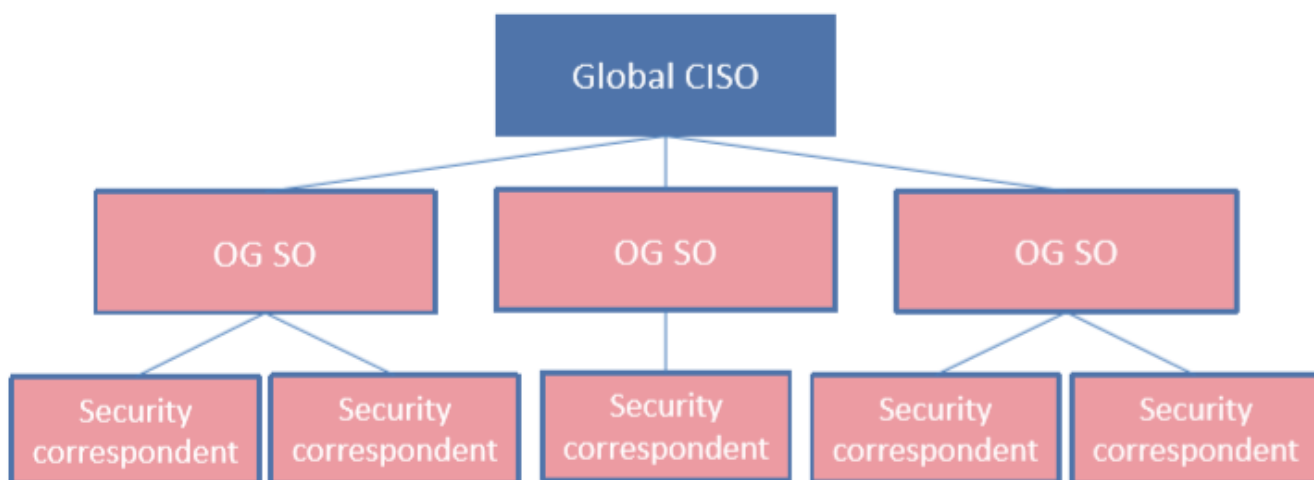 Global CISO
OG SO
OG SO
OG SO
Security
correspondent
Security
correspondent
Security
correspondent
Security
correspondent
Security
correspondent